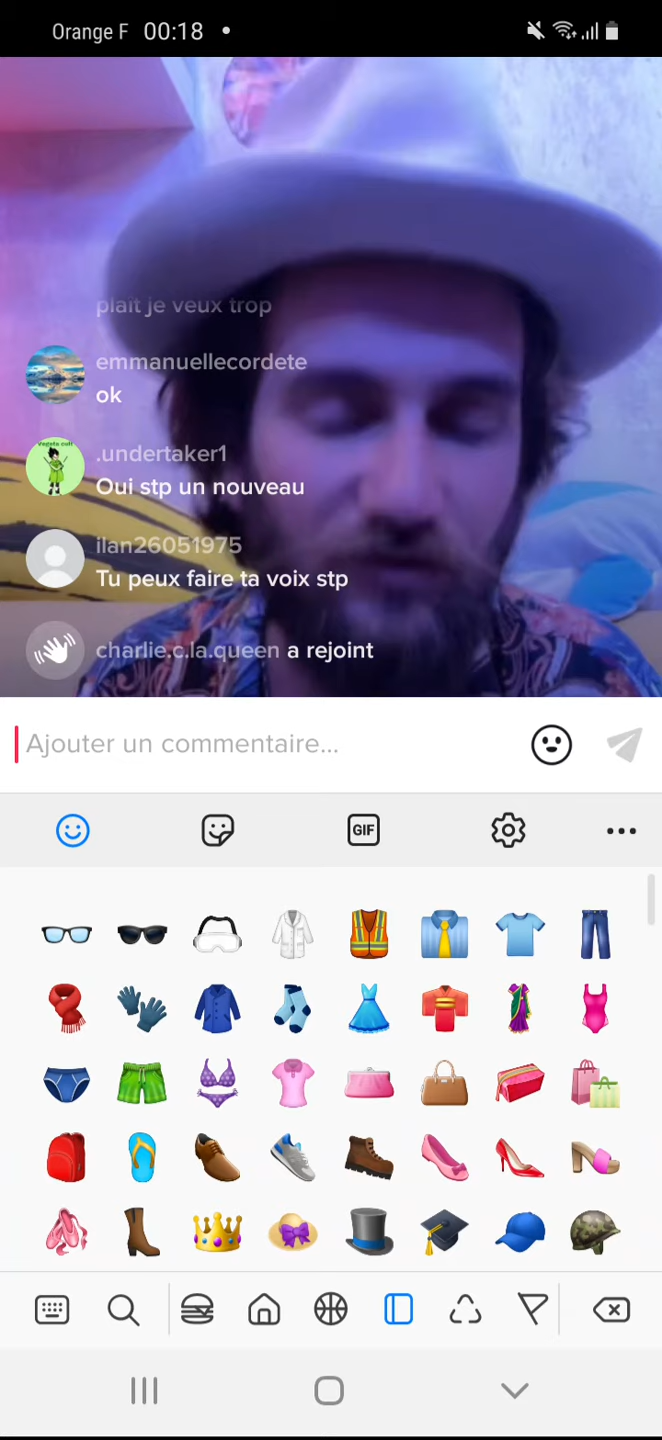 Orange F 00:18
plaît je veux trop
emmanuellecordete
ok
.undertaker1
Oui stp un nouveau
ilan26051975
Tu peux faire ta voix stp
charlie.c.la.queen a rejoint
Ajouter un commentaire...
GIF